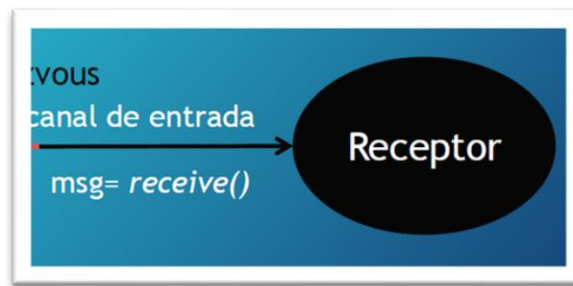 canal de entrada
Receptor
msg= receive()